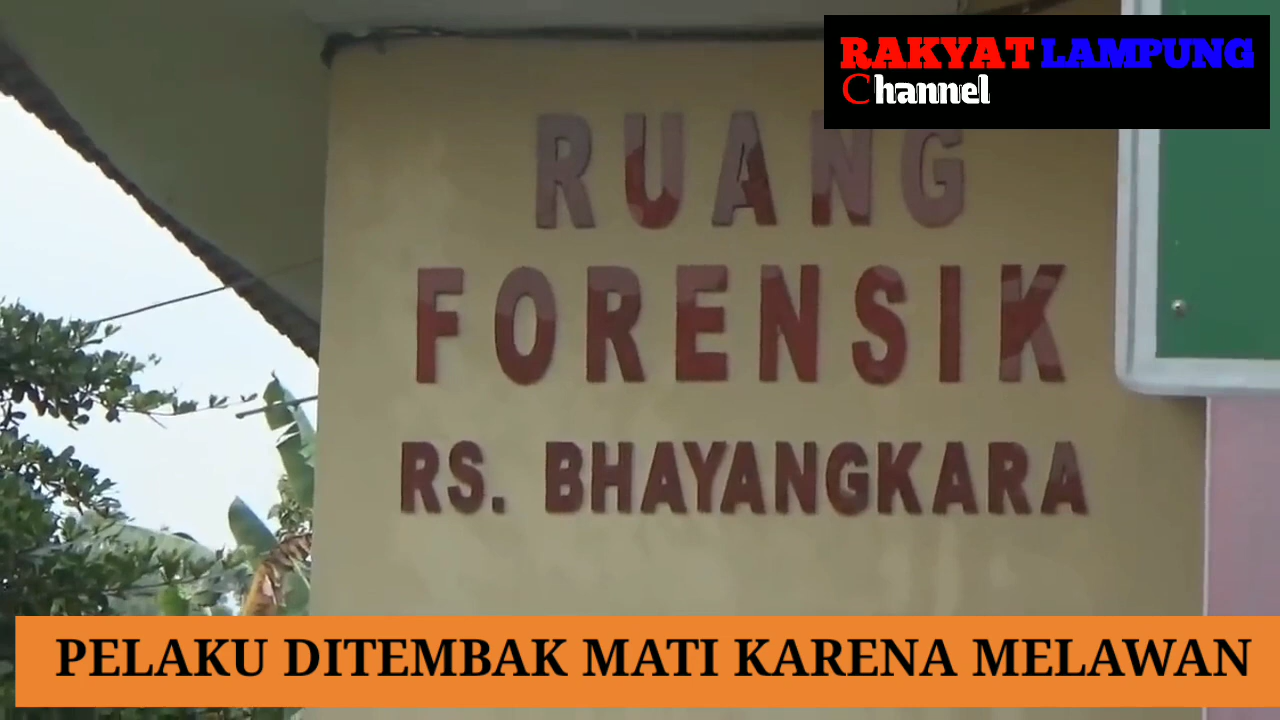 RAKYAT LAMPUNG
Channel
RUANG
FORENSIK
RS. BHAYANGKARA
PELAKU DITEMBAK MATI KARENA MELAWAN